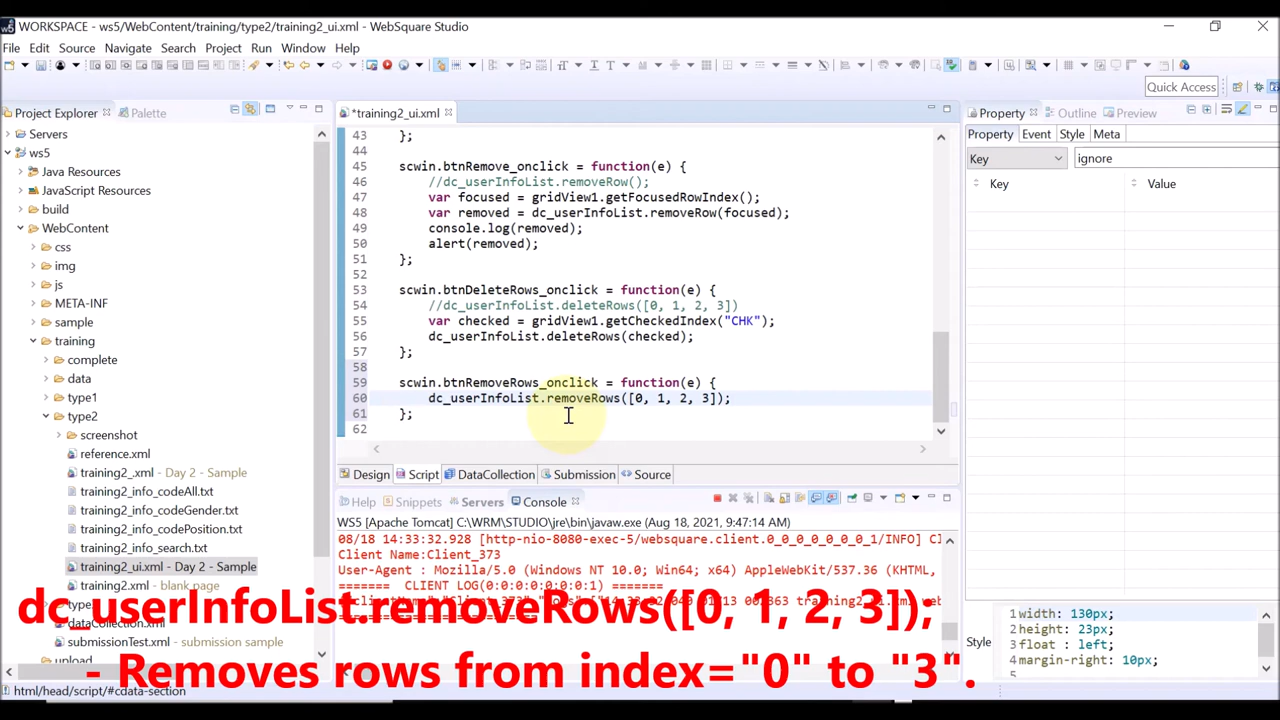 WORKSPACE - ws5/WebContent/training/type2/training2_ui.xml - WebSquare Studio
File Edit Source Navigate Search Project Run Window Help
Quick Access
Project Explorer
Palette
Servers
ws5
Java Resources
JavaScript Resources
build
WebContent
css
img
js
META-INF
sample
training
complete
data
type1
type2
screenshot
reference.xml
training2_.xml - Day 2 - Sample
training2_info_codeAll.txt
training2_info_codeGender.txt
training2_info_codePosition.txt
training2_info_search.txt
training2_ui.xml - Day 2 - Sample
training2.xml - blank page
submissionTest.xml - submission sample
upload
html/head/script/#cdata-section
*training2_ui.xml
43 };
44
45 scwin.btnRemove_onclick = function(e) {
46 //dc_userInfoList.removeRow();
47 var focused = gridView1.getFocusedRowIndex();
48 var removed = dc_userInfoList.removeRow(focused);
49 console.log(removed);
50 alert(removed);
51 };
52
53 scwin.btnDeleteRows_onclick = function(e) {
54 //dc_userInfoList.deleteRows([0, 1, 2, 3])
55 var checked = gridView1.getCheckedIndex("CHK");
56 dc_userInfoList.deleteRows(checked);
57 };
58
59 scwin.btnRemoveRows_onclick = function(e) {
60 dc_userInfoList.removeRows([0, 1, 2, 3]);
61 };
62
Design Script DataCollection Submission Source
Help Snippets Servers Console
WS5 [Apache Tomcat] C:\WRM\STUDIO\jre\bin\javaw.exe (Aug 18, 2021, 9:47:14 AM)
08/18 14:33:32.928 [http-nio-8080-exec-5/websquare.client.0_0_0_0_0_0_0_1/INFO] C
Client Name:Client_373
User-Agent : Mozilla/5.0 (Windows NT 10.0; Win64; x64) AppleWebKit/537.36 (KHTML,
======= CLIENT LOG(0:0:0:0:0:0:0:1) =======
Property Outline Preview
Property Event Style Meta
Key ignore
Key Value
Style
1 width: 130px;
2 height: 23px;
3 float : left;
4 margin-right: 10px;
5
dc_userInfoList.removeRows([0, 1, 2, 3]);
- Removes rows from index="0" to "3".